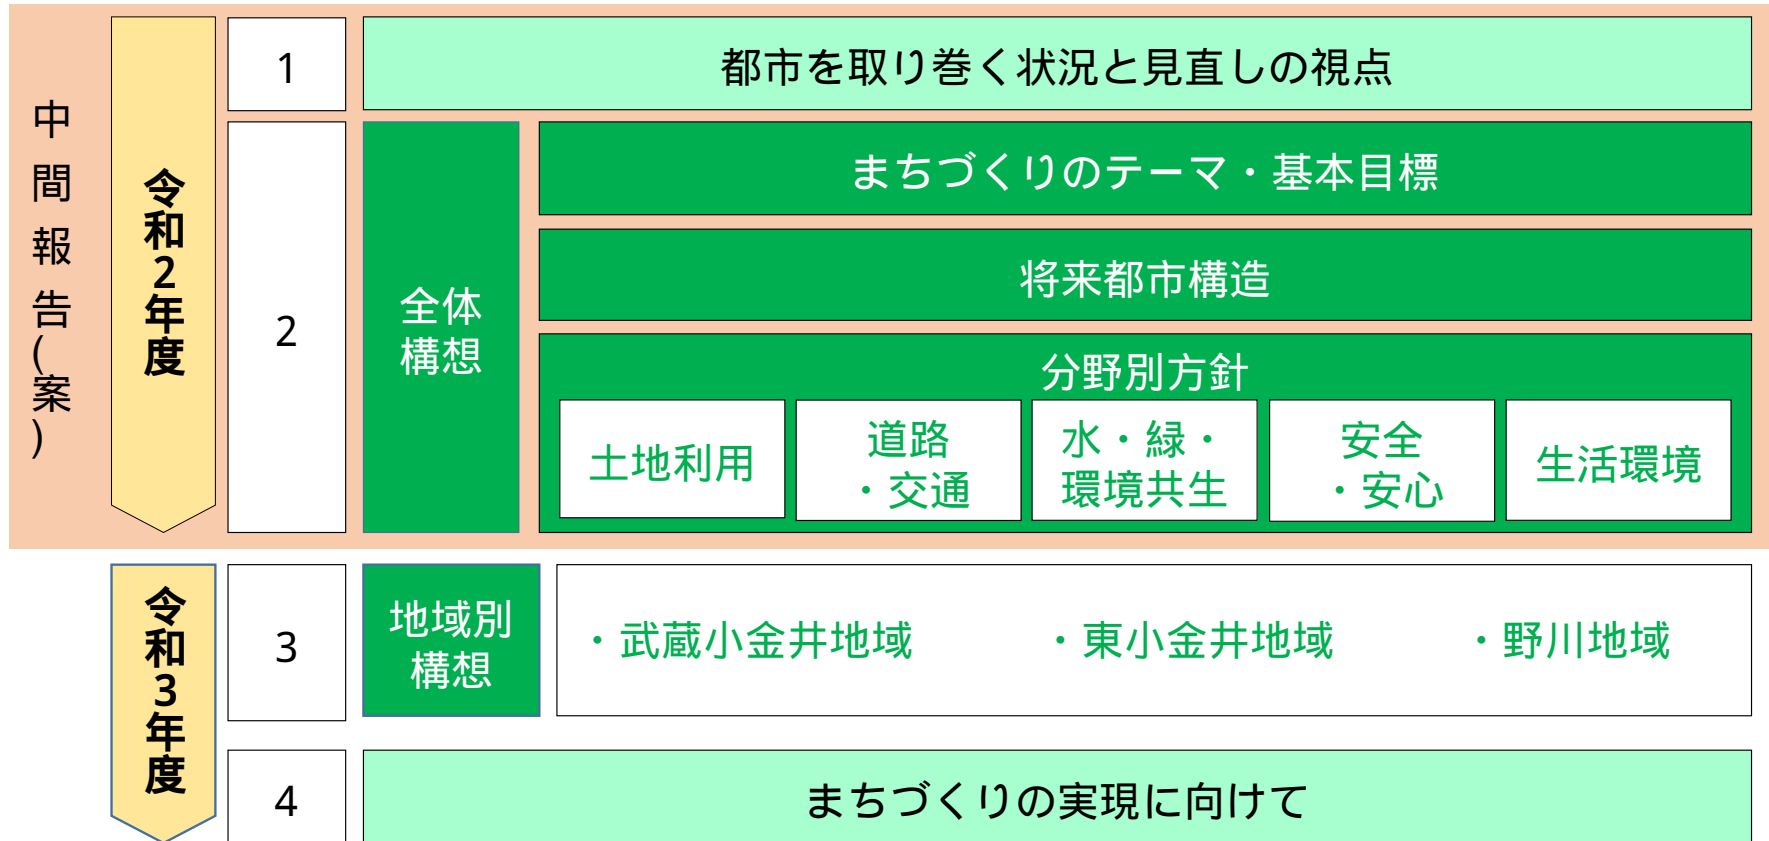 中間報告(案)
令和2年度
1
都市を取り巻く状況と見直しの視点
2
全体
構想
まちづくりのテーマ・基本目標
将来都市構造
分野別方針
土地利用
道路
・交通
水・緑・
環境共生
安全
・安心
生活環境
令和3年度
3
地域別
構想
・武蔵小金井地域
・東小金井地域
・野川地域
4
まちづくりの実現に向けて